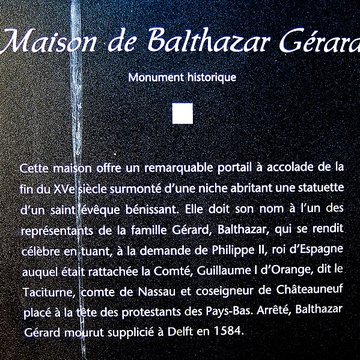 Maison de Balthazar Gérard
Monument historique
Cette maison offre un remarquable portail à accolade de la
fin du XVe siècle surmonté d'une niche abritant une statuette
d'un saint évêque bénissant. Elle doit son nom à l'un des
représentants de la famille Gérard, Balthazar, qui se rendit
célèbre en tuant, à la demande de Philippe II, roi d'Espagne
auquel était rattachée la Comté, Guillaume I d'Orange, dit le
Taciturne, comte de Nassau et coseigneur de Châteauneuf
placé à la tête des protestants des Pays-Bas. Arrêté, Balthazar
Gérard mourut supplicié à Delft en 1584.